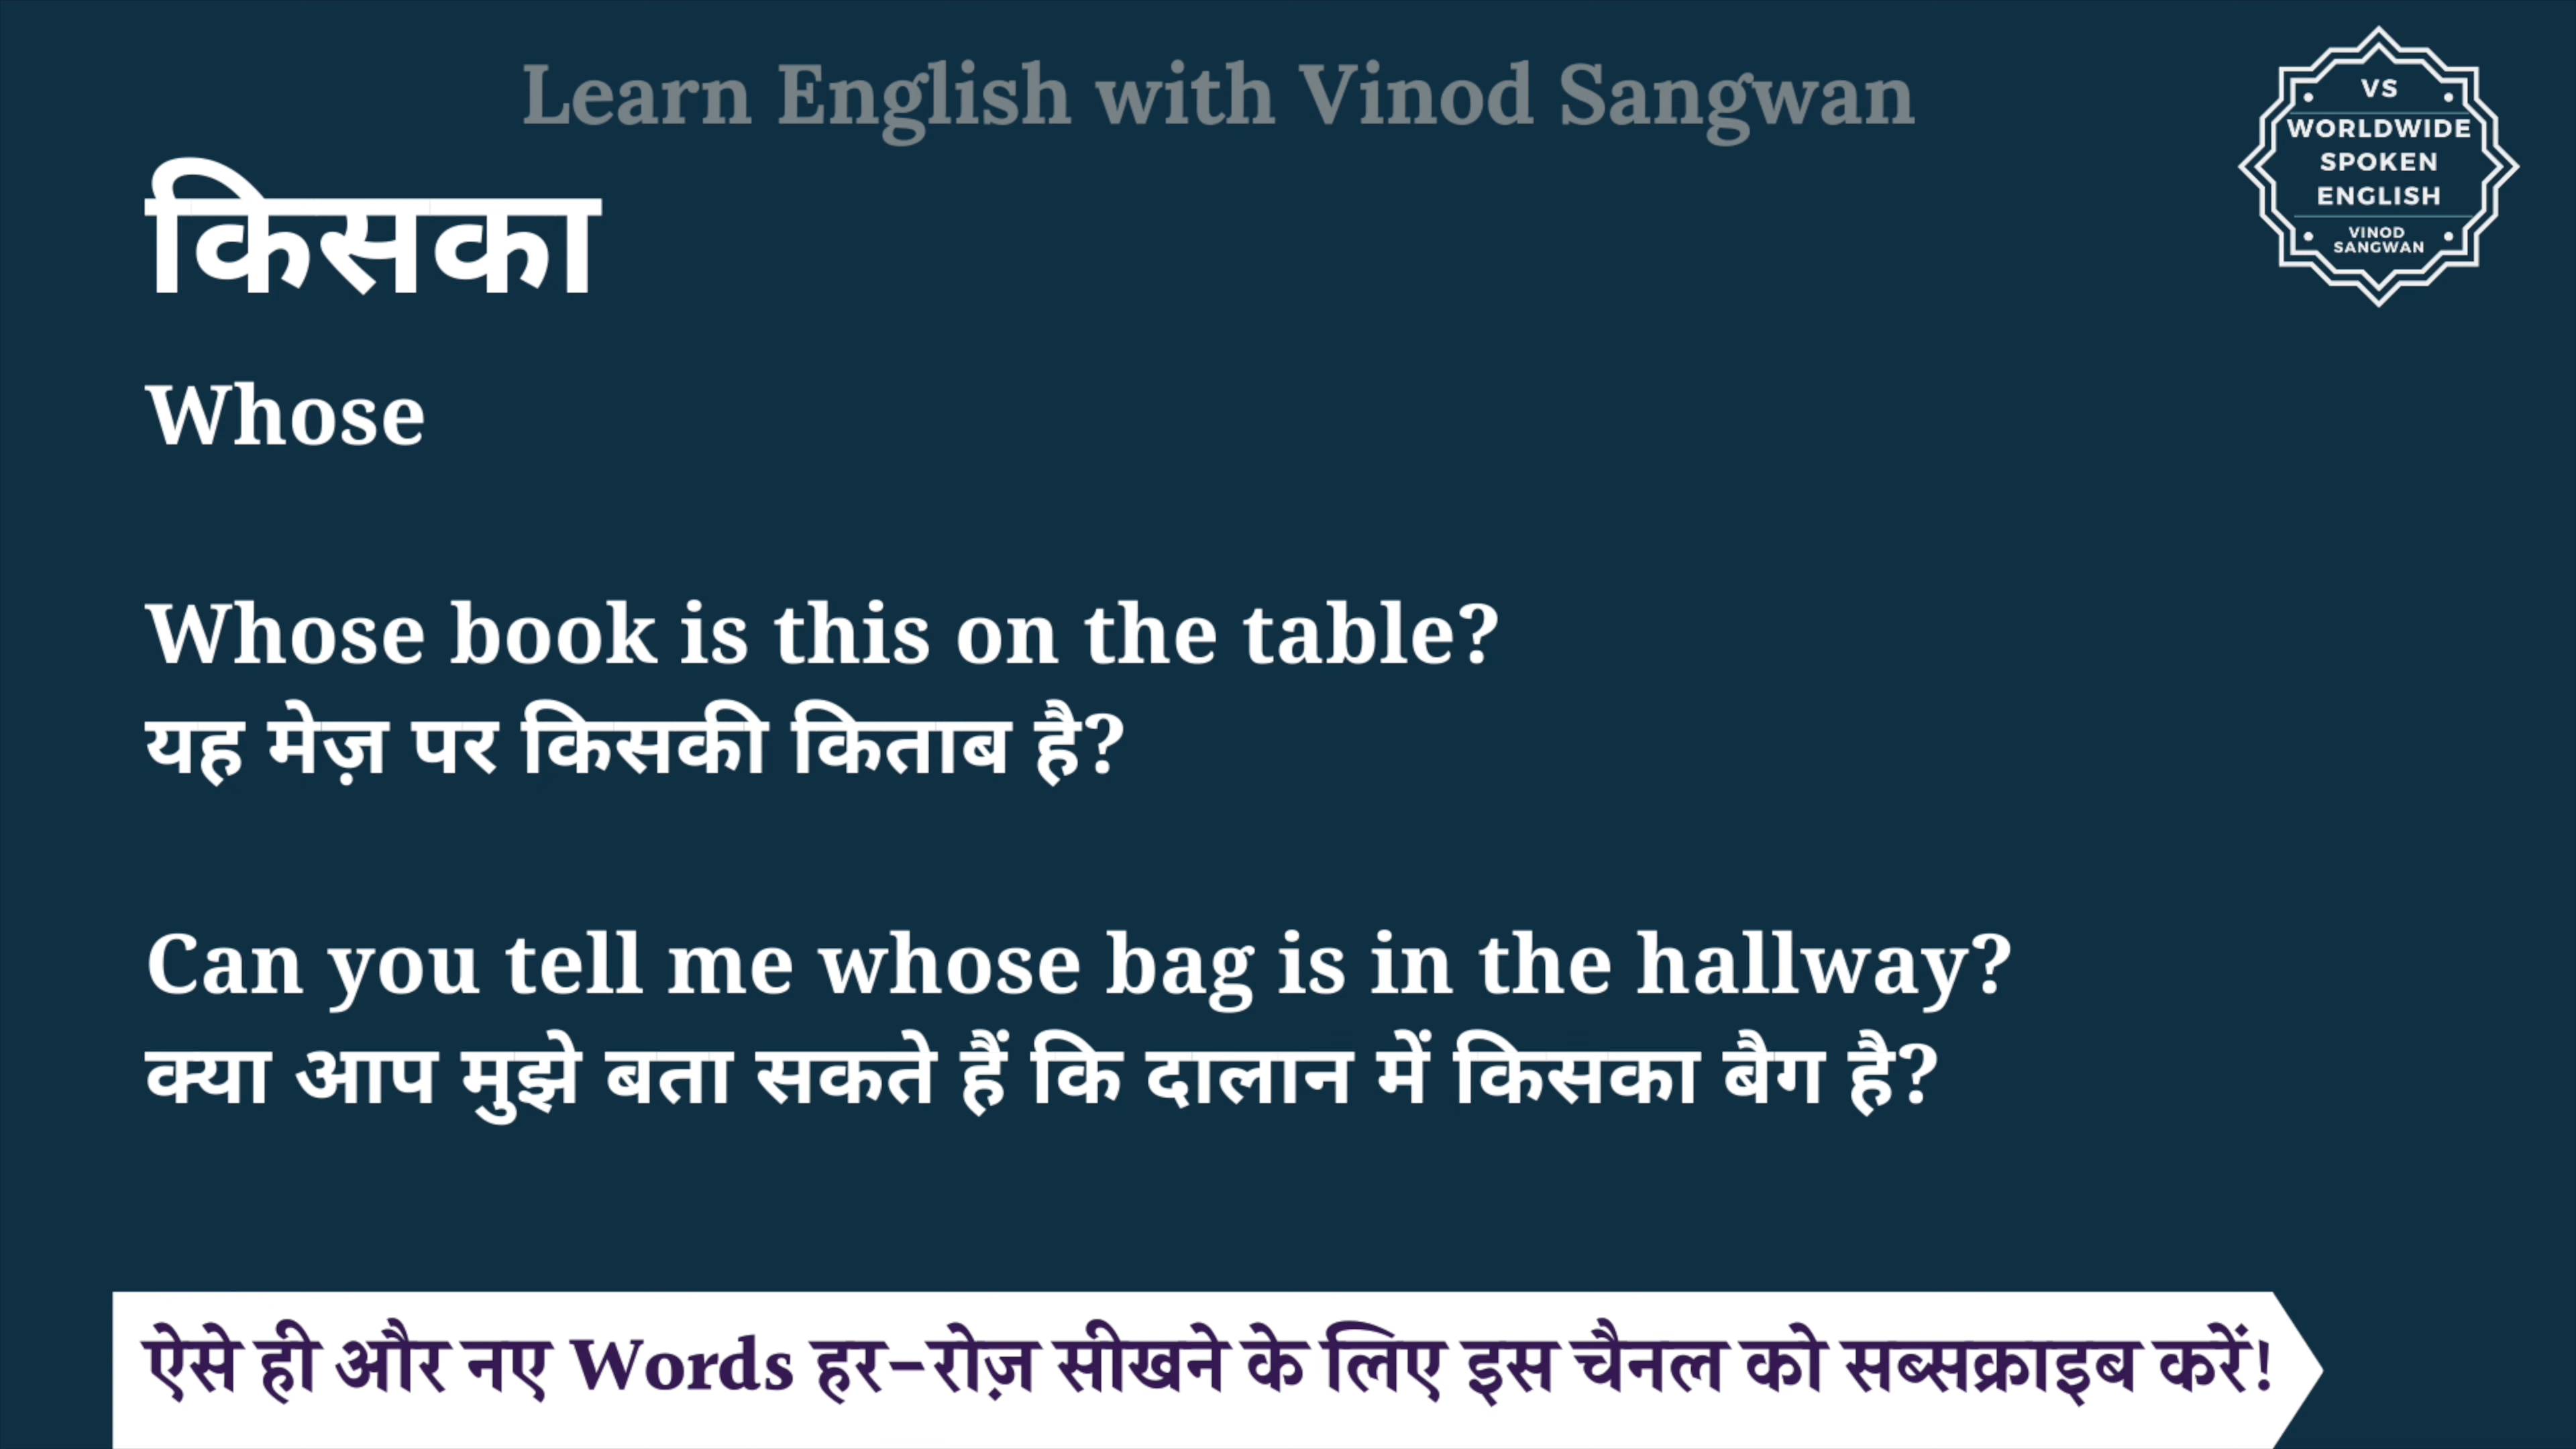 Learn English with Vinod Sangwan
VS
WORLDWIDE
SPOKEN
ENGLISH
VINOD
SANGWAN
किसका
Whose
Whose book is this on the table?
यह मेज़ पर किसकी किताब है?
Can you tell me whose bag is in the hallway?
क्या आप मुझे बता सकते हैं कि दालान में किसका बैग है?
ऐसे ही और नए Words हर-रोज़ सीखने के लिए इस चैनल को सब्सक्राइब करें!